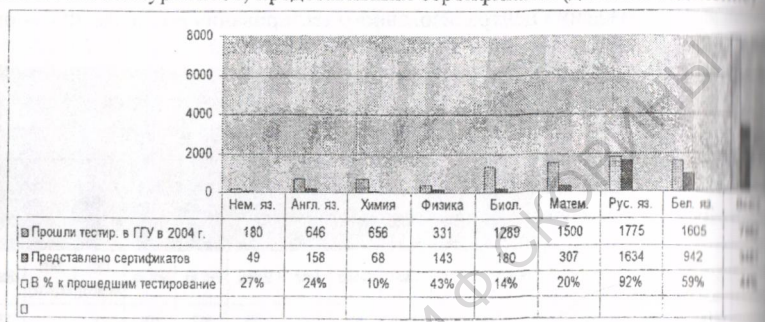 8000
6000
4000
2000
0
Нем. яз. Англ. яз. Химия Физика Биол. Матем. Рус. яз. Бел. яз.
Прошли тестир. в ГГУ в 2004 г. 180 646 656 331 1289 1500 1775 1605
Представлено сертификатов 49 158 68 143 180 307 1634 942
В % к прошедшим тестирование 27% 24% 10% 43% 14% 20% 92% 59%
Ф СКОРИНЫ